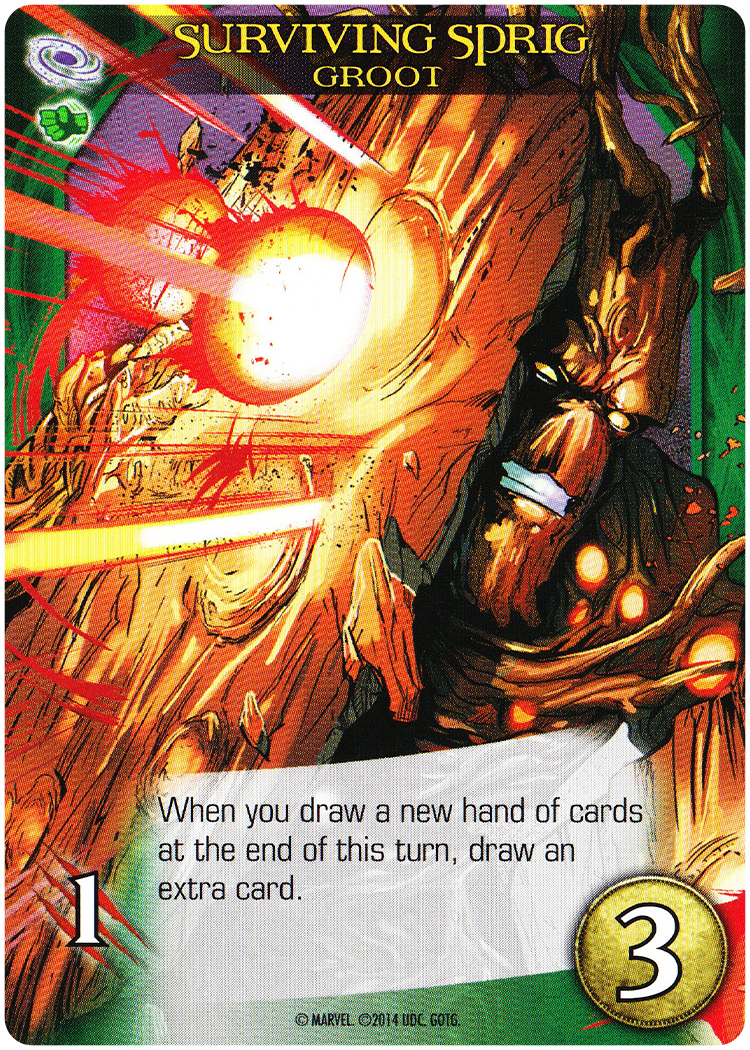 SURVIVING SPRIG
GROOT
When you draw a new hand of cards
at the end of this turn, draw an
extra card.
1
3
© MARVEL. ©2014 UDC. GOTG.